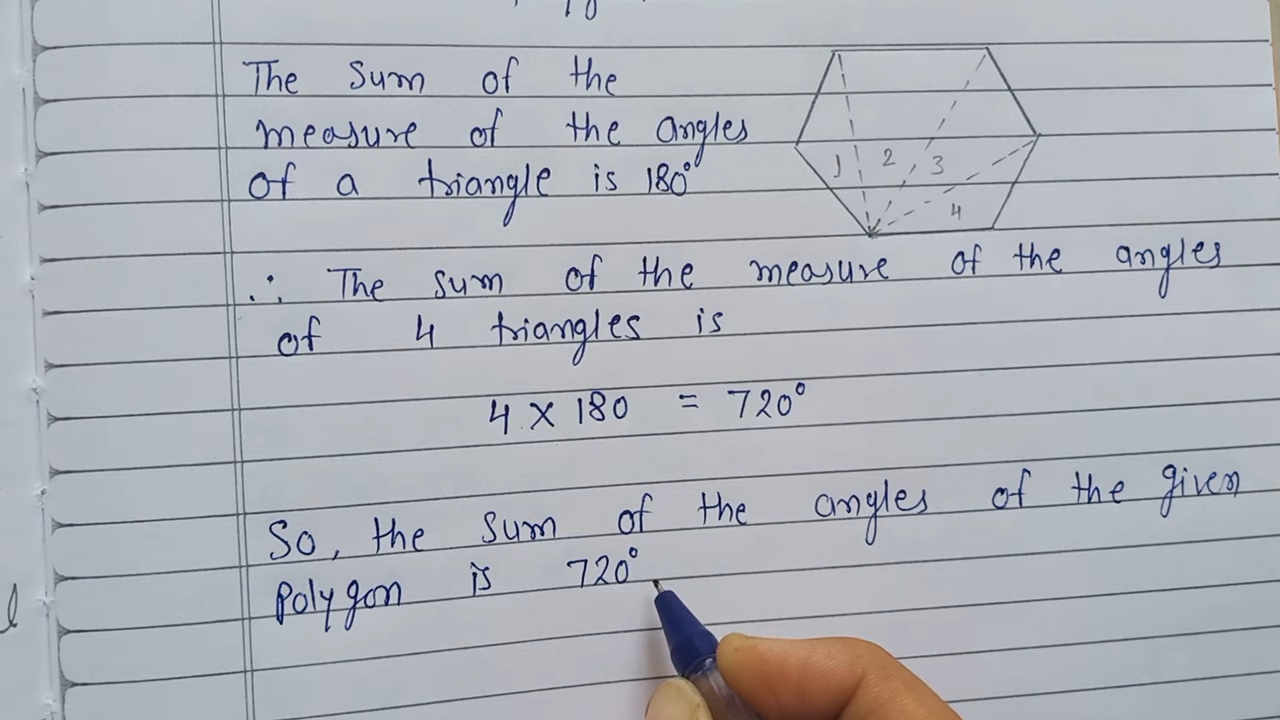 The sum of the
measure of the angles
of a triangle is 180°
1 2 3
4
∴ The sum of the measure of the angles
of 4 triangles is
4 × 180 = 720°
So, the sum of the angles of the given
polygon is 720°